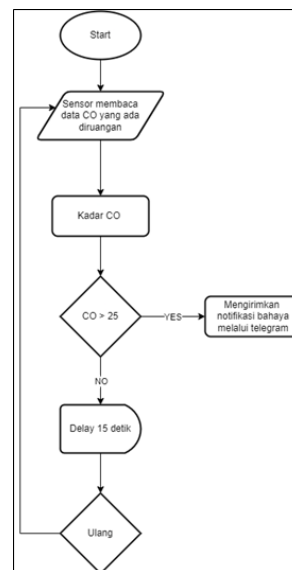 Start
Sensor membaca
data CO yang ada
diruangan
Kadar CO
CO > 25
YES
Mengirimkan
notifikasi bahaya
melalui telegram
NO
Delay 15 detik
Ulang